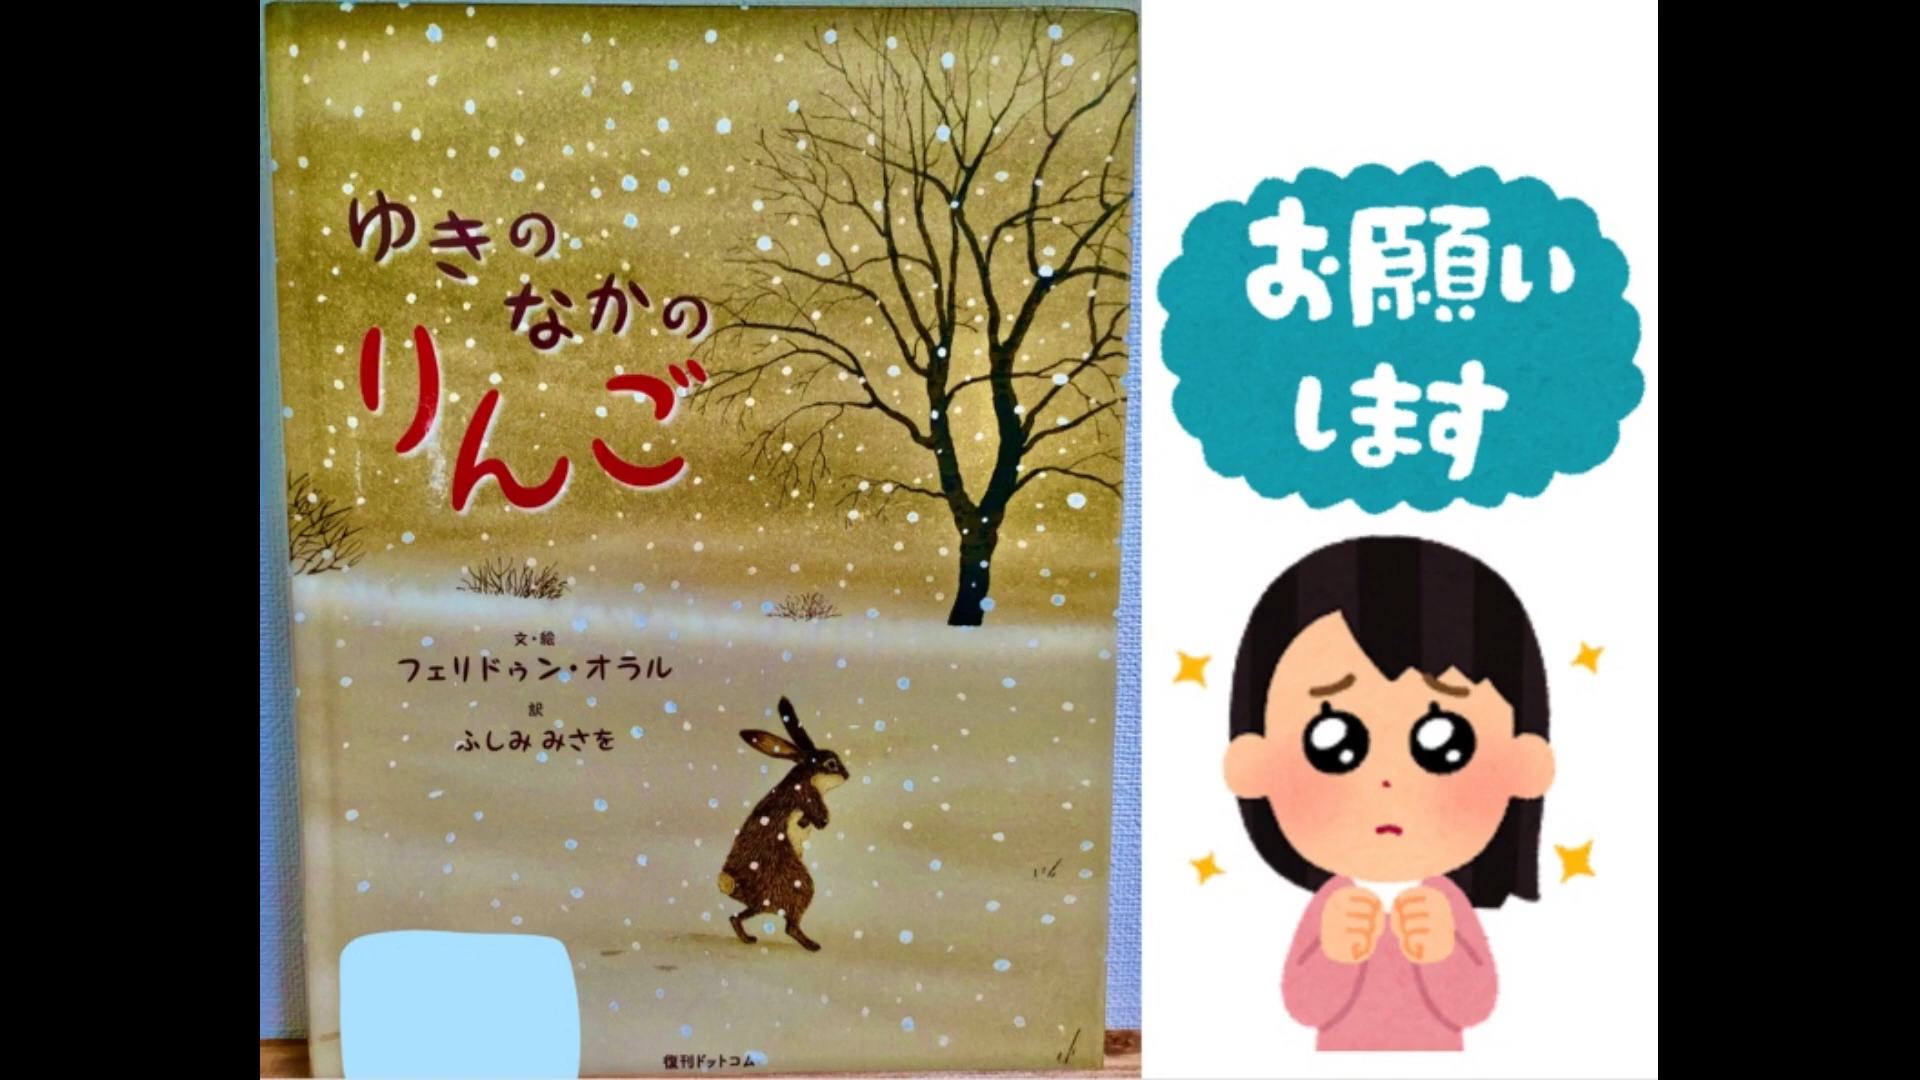 ゆきの
なかの
りんご
文・絵
フェリドゥン・オラル
訳
ふしみ みさを
復刊ドットコム
お願い
します